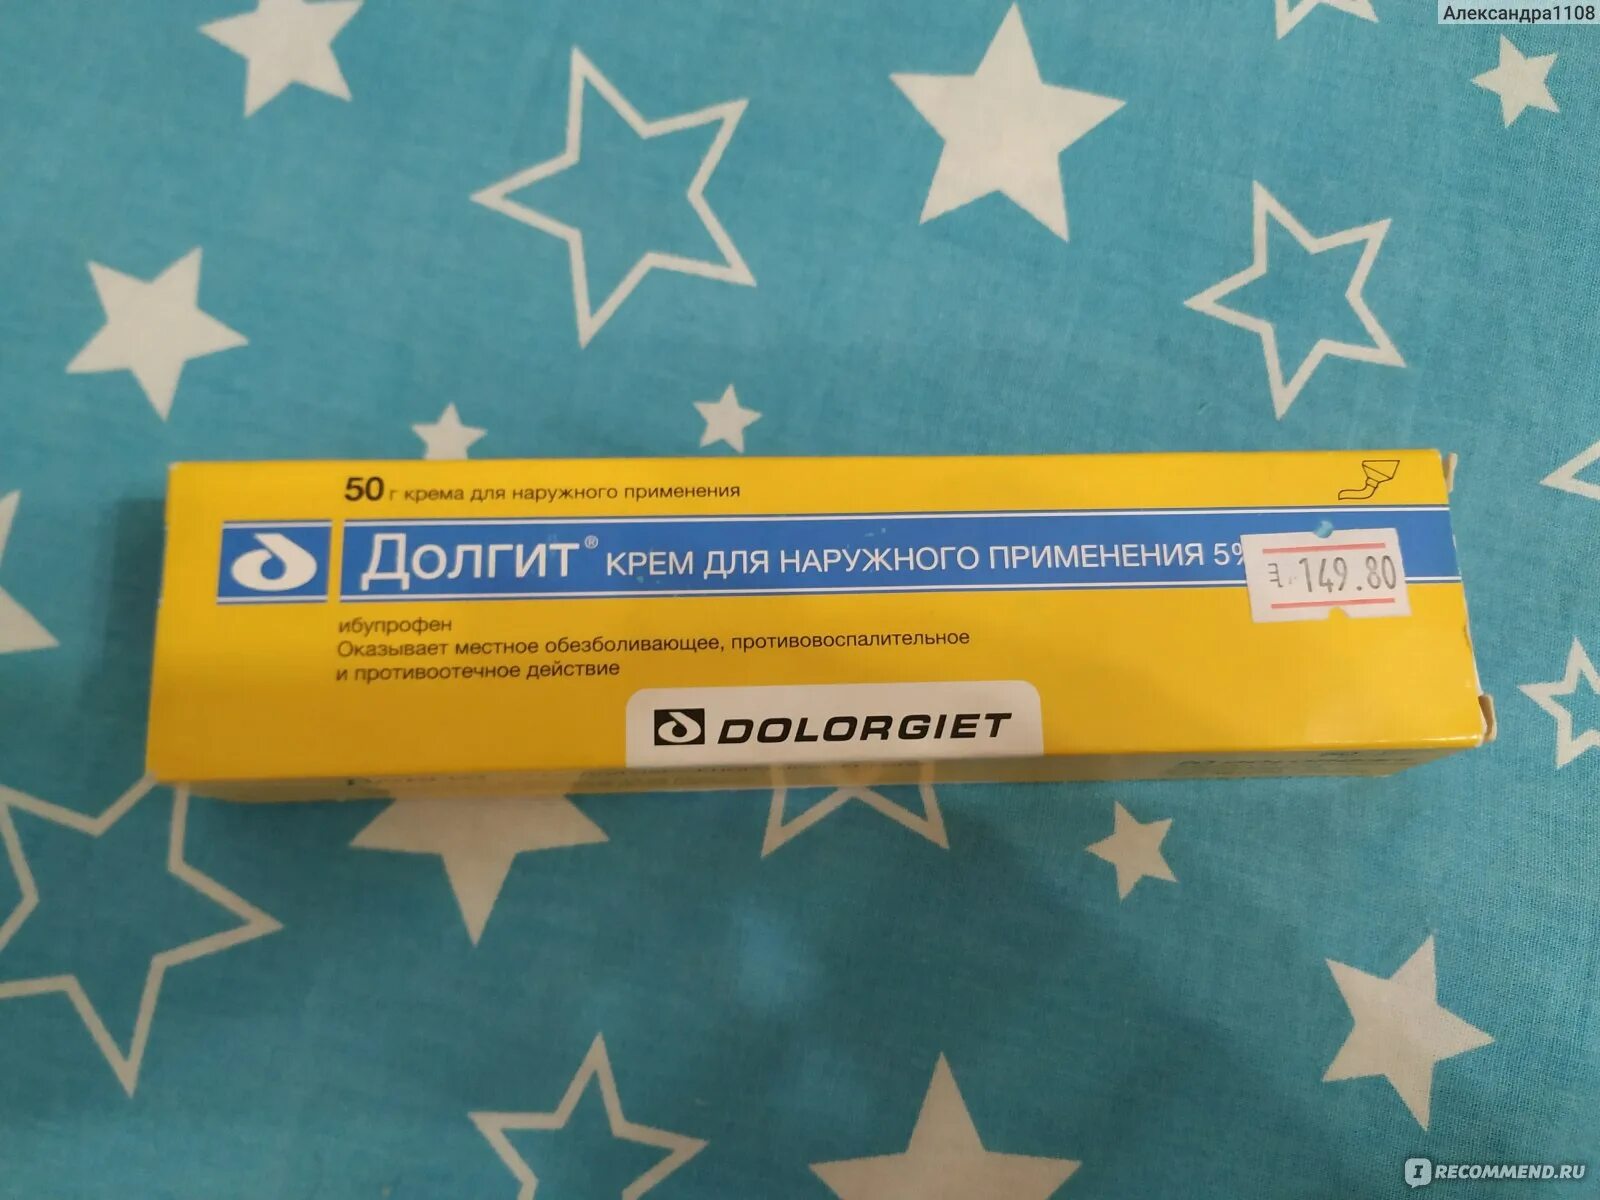 Александра1108
50 г крема для наружного применения
Долгит® КРЕМ ДЛЯ НАРУЖНОГО ПРИМЕНЕНИЯ 5%
149.80
ибупрофен
Оказывает местное обезболивающее, противовоспалительное
и противоотечное действие
DOLORGIET
IRECOMMEND.RU